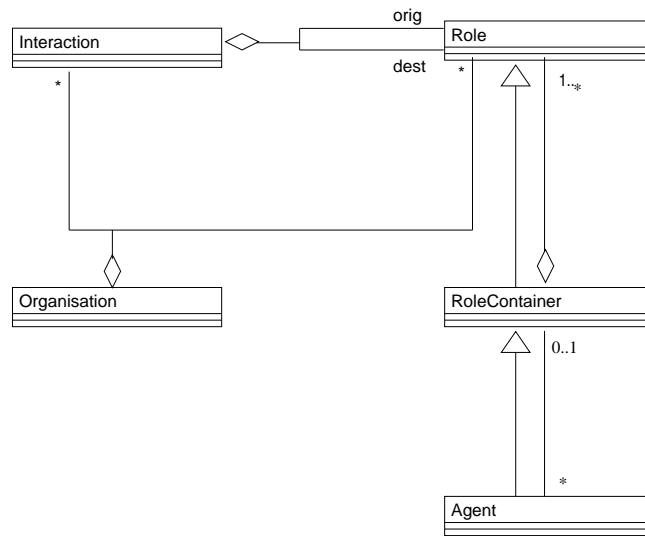 orig
Interaction
Role
dest
*
*
1..*
Organisation
RoleContainer
0..1
*
Agent